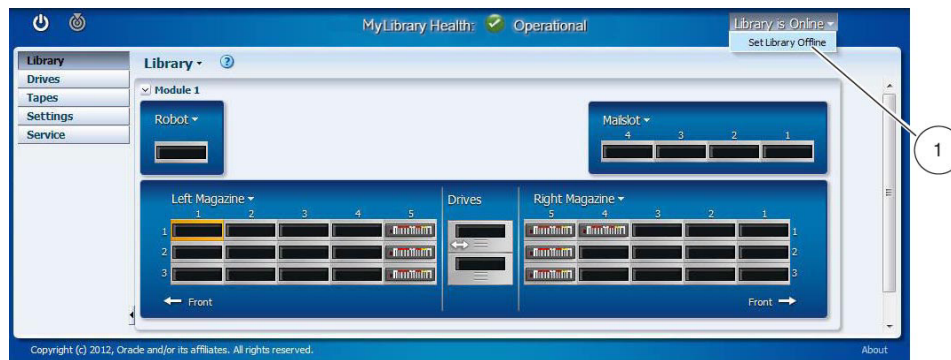 MyLibrary Health: Operational
Library is Online
Set Library Offline
Library
Drives
Tapes
Settings
Service
Library
Module 1
Robot
Mailslot
4 3 2 1
1
Left Magazine
1 2 3 4 5
1
2
3
Front
Drives
Right Magazine
5 4 3 2 1
1
2
3
Front
Copyright (c) 2012, Oracle and/or its affiliates. All rights reserved.
About